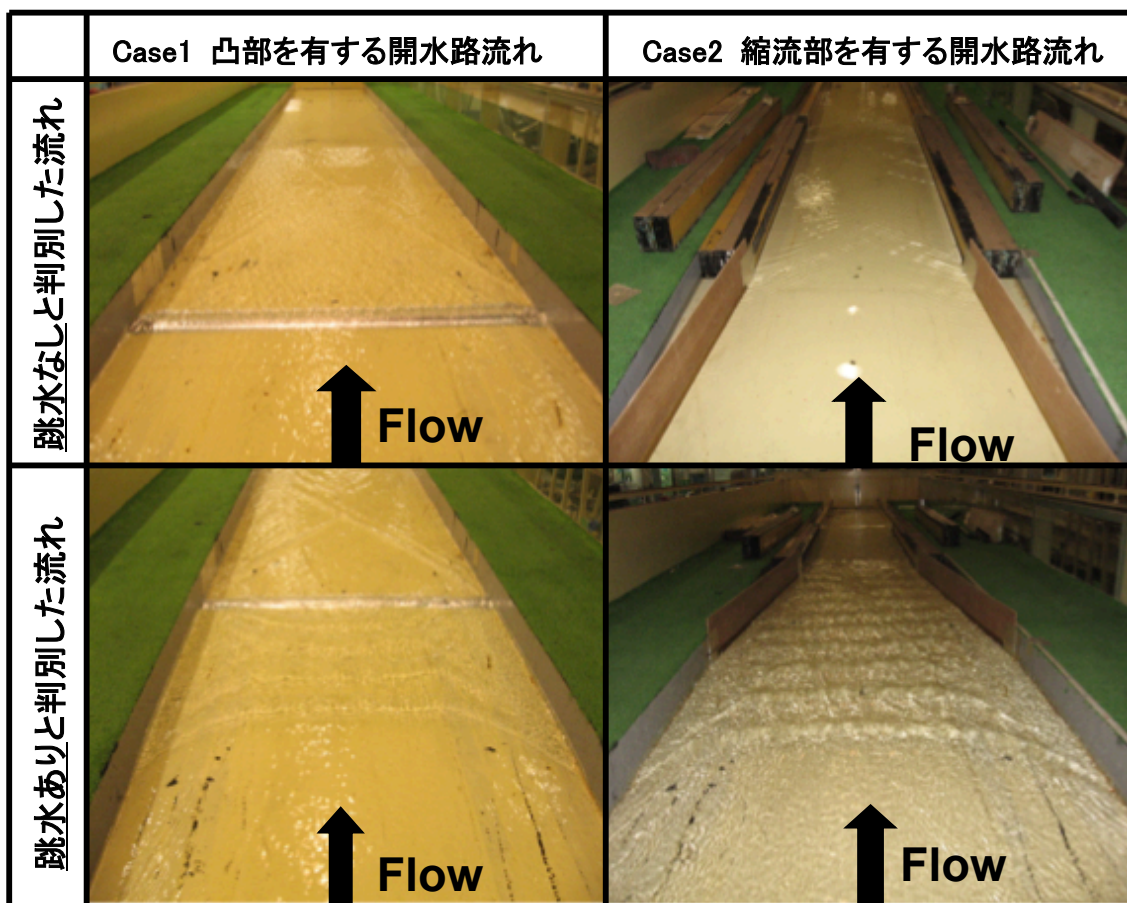 Case1 凸部を有する開水路流れ
Case2 縮流部を有する開水路流れ
跳水なしと判別した流れ
Flow
Flow
跳水ありと判別した流れ
Flow
Flow